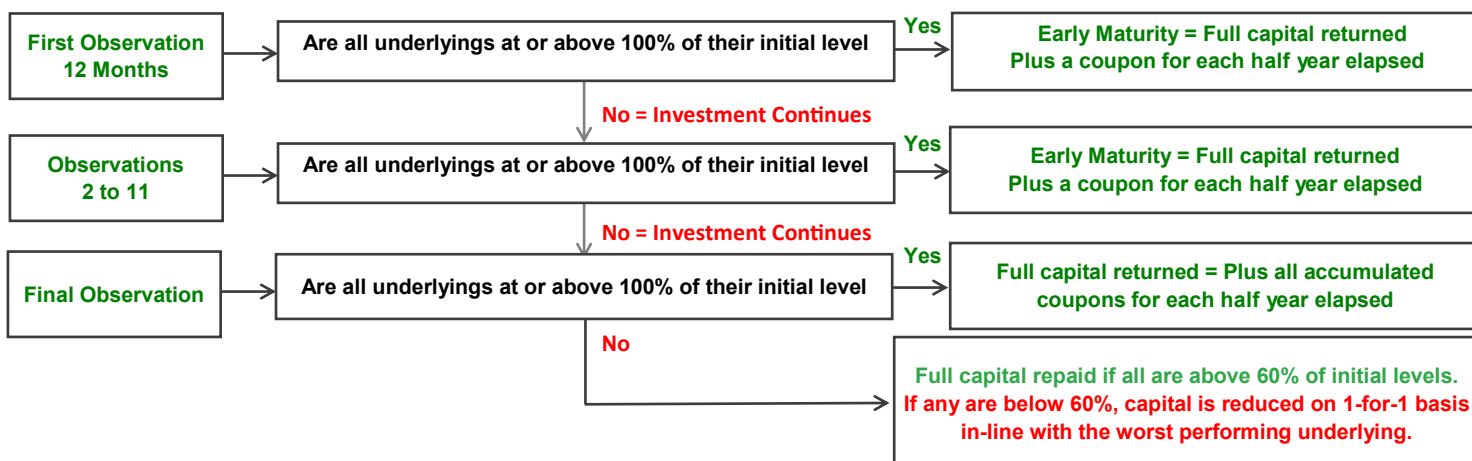 First Observation
12 Months
Are all underlyings at or above 100% of their initial level
Yes
Early Maturity = Full capital returned
Plus a coupon for each half year elapsed
No = Investment Continues
Observations
2 to 11
Are all underlyings at or above 100% of their initial level
Yes
Early Maturity = Full capital returned
Plus a coupon for each half year elapsed
No = Investment Continues
Final Observation
Are all underlyings at or above 100% of their initial level
Yes
Full capital returned = Plus all accumulated
coupons for each half year elapsed
No
Full capital repaid if all are above 60% of initial levels.
If any are below 60%, capital is reduced on 1-for-1 basis
in-line with the worst performing underlying.